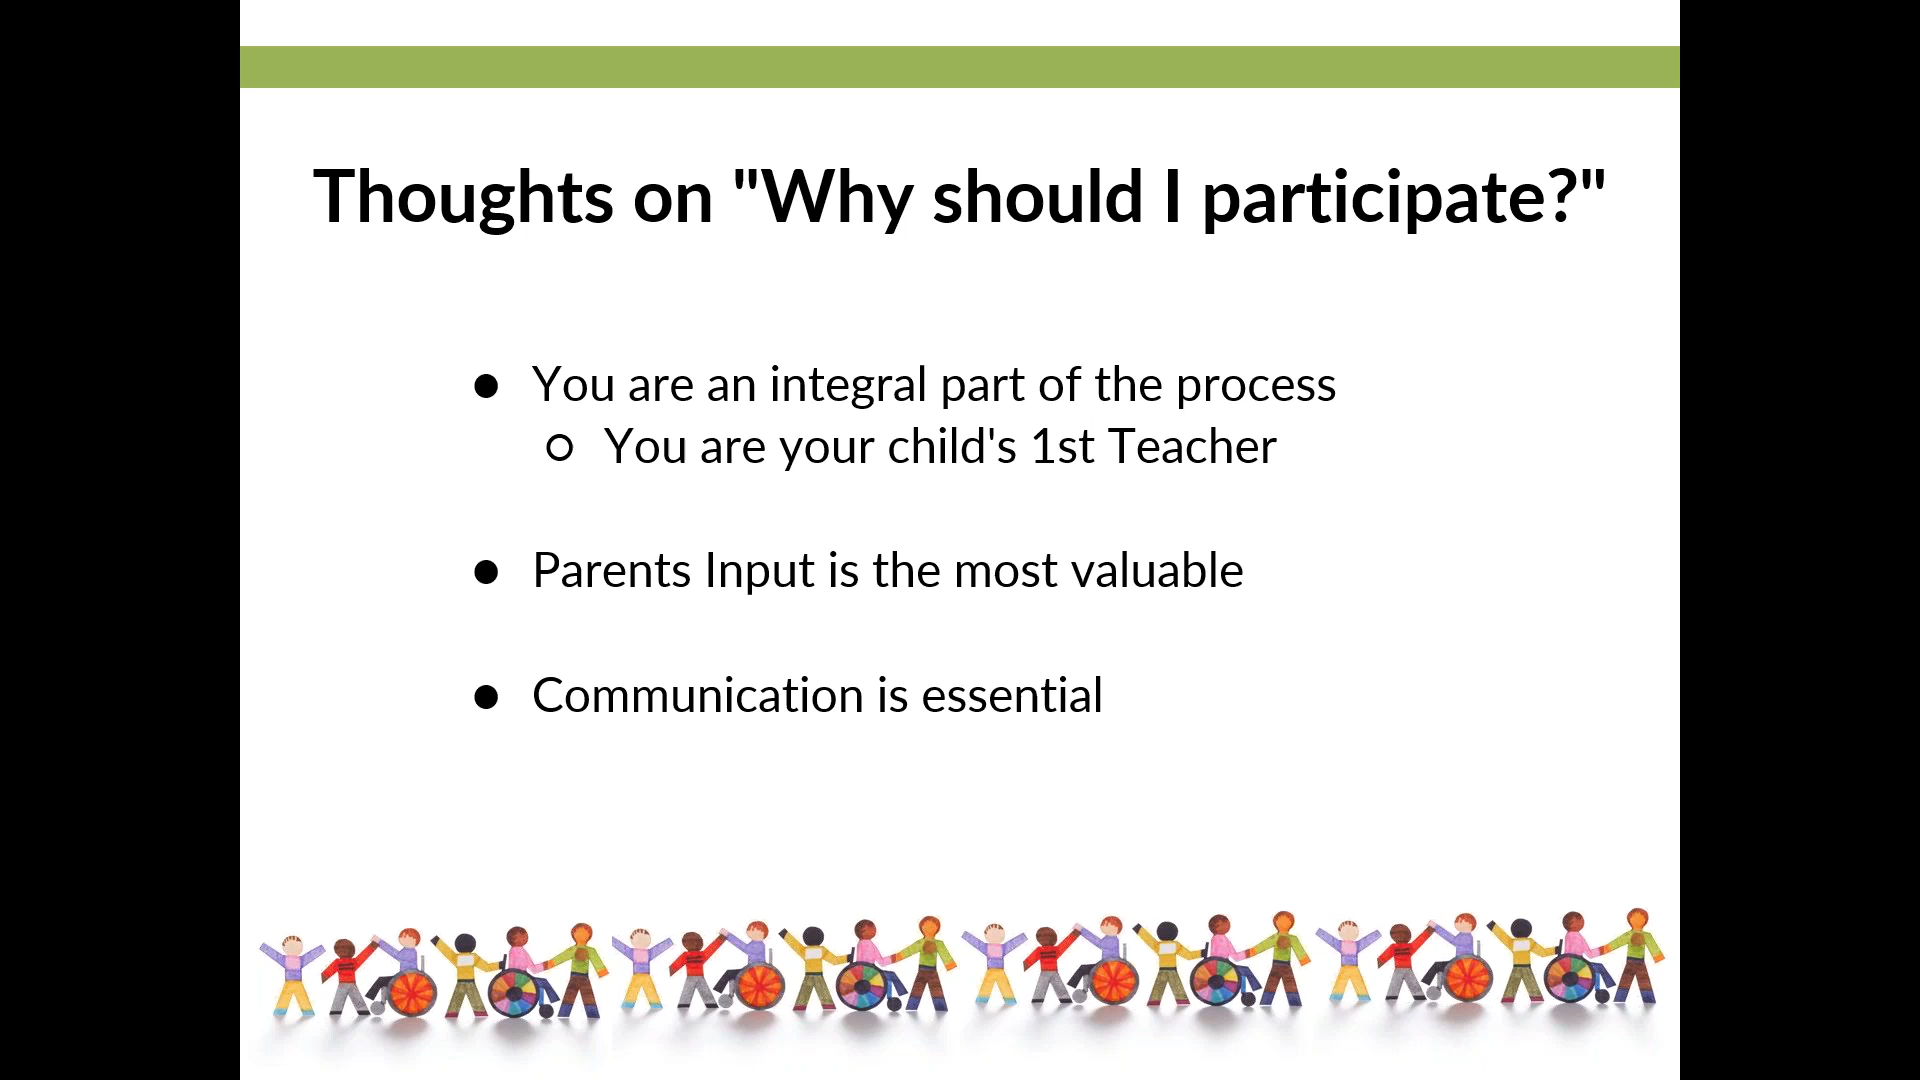 Thoughts on "Why should I participate?"
● You are an integral part of the process
○ You are your child's 1st Teacher
● Parents Input is the most valuable
● Communication is essential